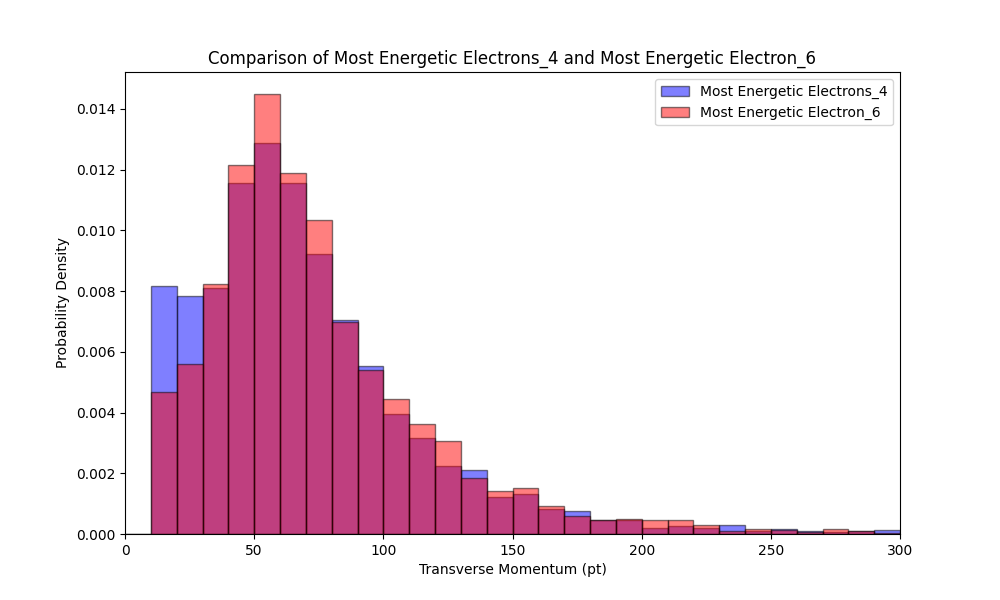 Comparison of Most Energetic Electrons_4 and Most Energetic Electron_6
Most Energetic Electrons_4
Most Energetic Electron_6
Probability Density
0.014
0.012
0.010
0.008
0.006
0.004
0.002
0.000
0 50 100 150 200 250 300
Transverse Momentum (pt)